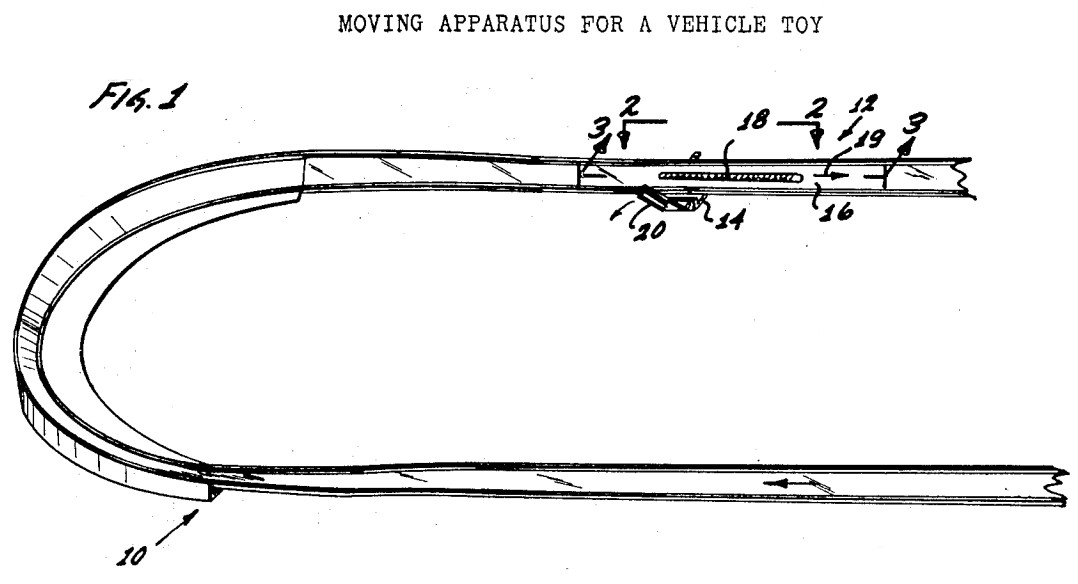 MOVING APPARATUS FOR A VEHICLE TOY
FIG. 1
2 2 12
3 18 19 3
16
20 14
10